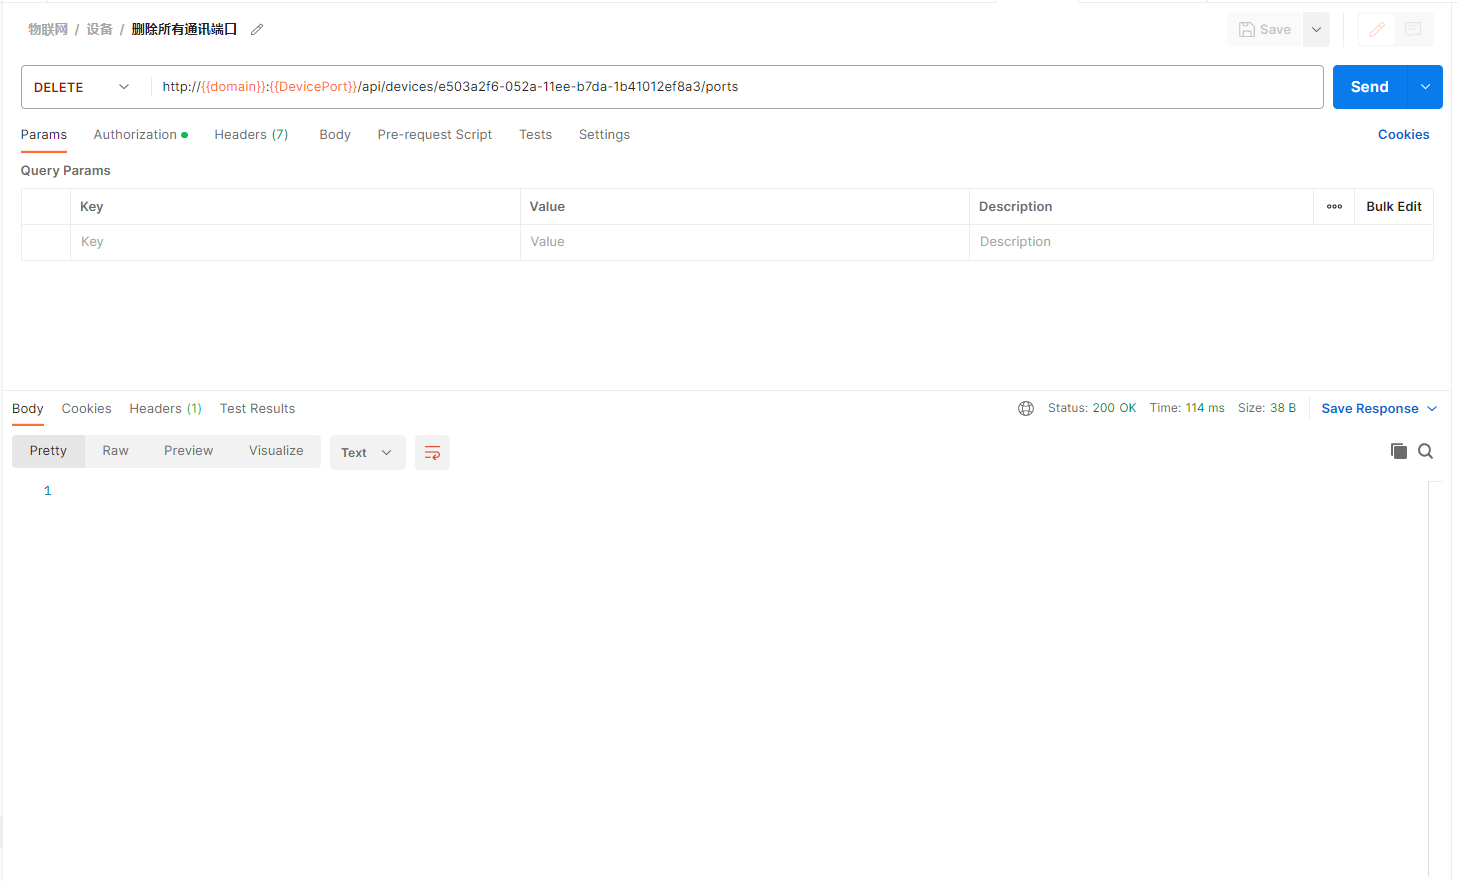 物联网 / 设备 / 删除所有通讯端口
Save
DELETE http://{{domain}}:{{DevicePort}}/api/devices/e503a2f6-052a-11ee-b7da-1b41012ef8a3/ports Send
Params Authorization Headers (7) Body Pre-request Script Tests Settings Cookies
Query Params
Key Value Description Bulk Edit
Key Value Description
Body Cookies Headers (1) Test Results Status: 200 OK Time: 114 ms Size: 38 B Save Response
Pretty Raw Preview Visualize Text
1